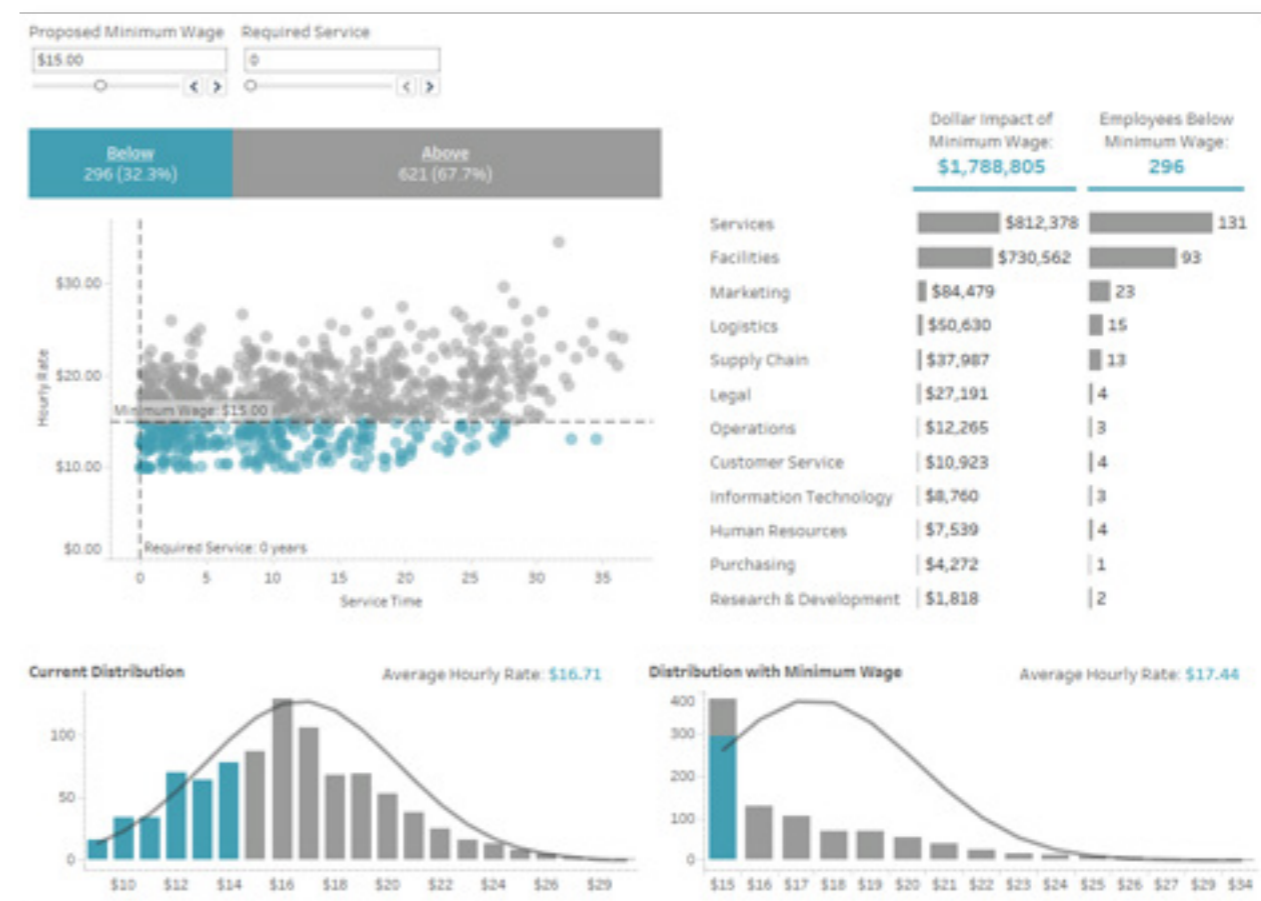 Proposed Minimum Wage Required Service
$15.00 0
Below Above
296 (32.3%) 621 (67.7%)
Dollar Impact of Minimum Wage: Employees Below Minimum Wage:
$1,788,805 296
Services $812,378 131
Facilities $730,562 93
Marketing $84,479 23
Logistics $50,630 15
Supply Chain $37,987 13
Legal $27,191 4
Operations $12,265 3
Customer Service $10,923 4
Information Technology $8,760 3
Human Resources $7,539 4
Purchasing $4,272 1
Research & Development $1,818 2
Hourly Rate
$30.00
$20.00
Minimum Wage: $15.00
$10.00
$0.00
Required Service: 0 years
0 5 10 15 20 25 30 35
Service Time
Current Distribution Average Hourly Rate: $16.71
100
50
0
$10 $12 $14 $16 $18 $20 $22 $24 $26 $29
Distribution with Minimum Wage Average Hourly Rate: $17.44
400
300
200
100
0
$15 $16 $17 $18 $19 $20 $21 $22 $23 $24 $25 $26 $27 $29 $34